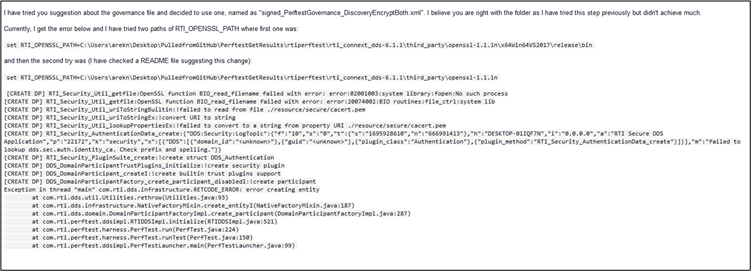 I have tried you suggestion about the governance file and decided to use one, named as "signed_PerftestGovernance_DiscoveryEncryptBoth.xml". I believe you are right with the folder as I have tried this step previously but didn't achieve much.
Currently, I get the error below and I have tried two paths of RTI_OPENSSL_PATH where first one was:
set RTI_OPENSSLPATH=C:\Users\arekn\Desktop\PulledFromGitHub\PerftestGetResults\rtiperftest\rti_connext_dds-6.1.1\third_party\openssl-1.1.1n\x64Win64VS2017\release\bin
and then the second try was (I have checked a README file suggesting this change):
set RTI_OPENSSLPATH=C:\Users\arekn\Desktop\PulledFromGitHub\PerftestGetResults\rtiperftest\rti_connext_dds-6.1.1\third_party\openssl-1.1.1n
[CREATE DP] RTI_Security_Util_getfile:OpenSSL function BIO_read_filename failed with error: error:02001003:system library:fopen:No such process
[CREATE DP] RTI_Security_Util_getfile:OpenSSL function BIO_read_filename failed with error: error:20074002:BIO routines:file_ctrl:system lib
[CREATE DP] RTI_Security_Util_uriToStringBuiltin:!failed to read from file ./resource/secure/cacert.pem
[CREATE DP] RTI_Security_Util_uriToStringEx:!convert URI to string
[CREATE DP] RTI_Security_Util_lookupPropertiesEx:!failed to convert to a string from property URI ./resource/secure/cacert.pem
[CREATE DP] RTI_Security_AuthenticationData_create:{"DDS:Security:LogTopic":{"f":"10","s":"0","t":{"s":"1695928610","n":"666991413"},"h":"DESKTOP-01IQF7N","i":"0.0.0.0","a":"RTI Secure DDS
Application","p":"22172","k":"security","x":[{"DDS":[{"domain_id":"<unknown>"},{"guid":"<unknown>"},{"plugin_class":"Authentication"},{"plugin_method":"RTI_Security_AuthenticationData_create"}]}],"m":"failed to
lookup dds.sec.auth.identity_ca. Check prefix and spelling."}}
[CREATE DP] RTI_Security_PluginSuite_create:!create struct DDS_Authentication
[CREATE DP] DDS_DomainParticipantTrustPlugins_initialize:!create security plugin
[CREATE DP] DDS_DomainParticipant_createI:!create builtin trust plugins support
[CREATE DP] DDS_DomainParticipantFactory_create_participant_disabledI:!create participant
Exception in thread "main" com.rti.dds.infrastructure.RETCODE_ERROR: error creating entity
at com.rti.dds.util.Utilities.rethrow(Utilities.java:93)
at com.rti.dds.infrastructure.NativeFactoryMixin.create_entityI(NativeFactoryMixin.java:187)
at com.rti.dds.domain.DomainParticipantFactoryImpl.create_participant(DomainParticipantFactoryImpl.java:287)
at com.rti.perftest.ddsimpl.RTIDDSImpl.initialize(RTIDDSImpl.java:521)
at com.rti.perftest.harness.PerfTest.run(PerfTest.java:224)
at com.rti.perftest.harness.PerfTest.runTest(PerfTest.java:150)
at com.rti.perftest.ddsimpl.PerfTestLauncher.main(PerfTestLauncher.java:99)